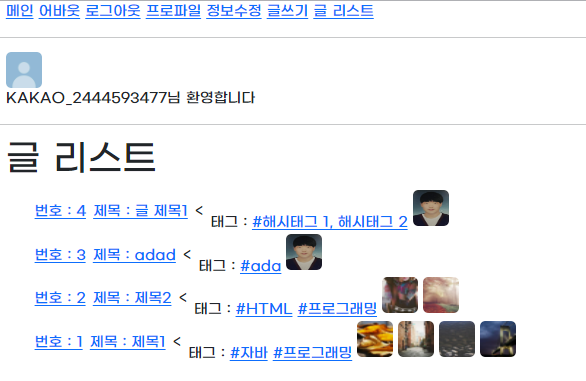 메인 어바웃 로그아웃 프로파일 정보수정 글쓰기 글 리스트
KAKAO_2444593477님 환영합니다
글 리스트
번호 : 4 제목 : 글 제목1 < 태그 : #해시태그 1, 해시태그 2
번호 : 3 제목 : adad < 태그 : #ada
번호 : 2 제목 : 제목2 < 태그 : #HTML #프로그래밍
번호 : 1 제목 : 제목1 < 태그 : #자바 #프로그래밍